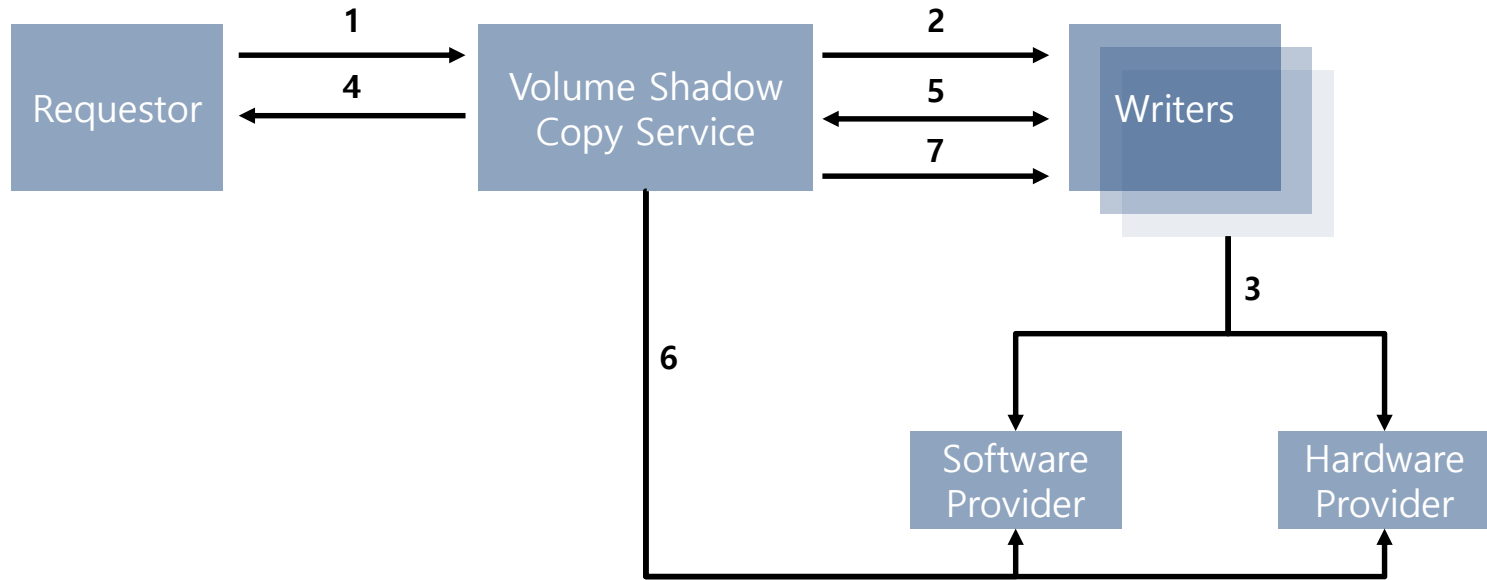 1
2
Requestor
4
Volume Shadow
Copy Service
5
Writers
7
3
6
Software
Provider
Hardware
Provider